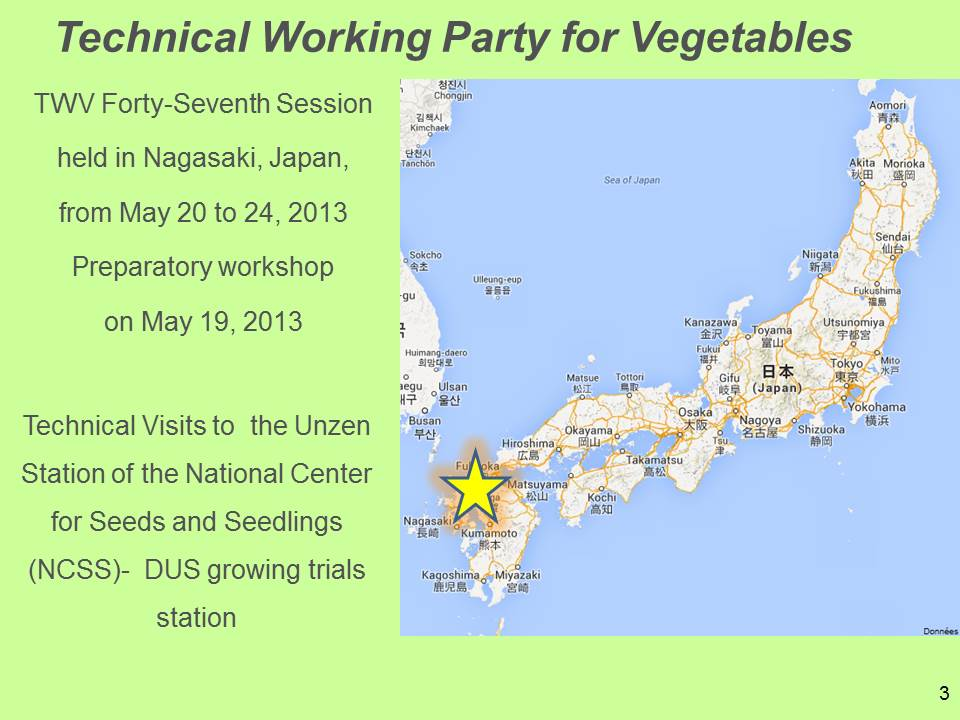 Technical Working Party for Vegetables
TWV Forty-Seventh Session
held in Nagasaki, Japan,
from May 20 to 24, 2013
Preparatory workshop
on May 19, 2013
Technical Visits to the Unzen
Station of the National Center
for Seeds and Seedlings
(NCSS)- DUS growing trials
station
청진시
Chongjin
김책시
Kimchaek
단천시
Tanchŏn
Sea of Japan
Aomori
青森
Akita
秋田
Morioka
盛岡
Sendai
仙台
Niigata
新潟
Fukushima
福島
Sokcho
속초
Ulleung-eup
울릉읍
-gu
Kanazawa
金沢
Toyama
富山
Utsunomiya
宇都宮
Huimang-daero
희망대로
Fukui
福井
Mito
水戸
Tokyo
東京
日本
(Japan)
Gifu
岐阜
Matsue
松江
Tottori
鳥取
aegu
대구
Ulsan
울산
Busan
부산
Yokohama
横浜
Nagoya
名古屋
Shizuoka
静岡
Osaka
大阪
Tsu
津
Okayama
岡山
Hiroshima
広島
Takamatsu
高松
Matsuyama
松山
Kochi
高知
Nagasaki
長崎
Kumamoto
熊本
Kagoshima
鹿児島
Miyazaki
宮崎
Données
3